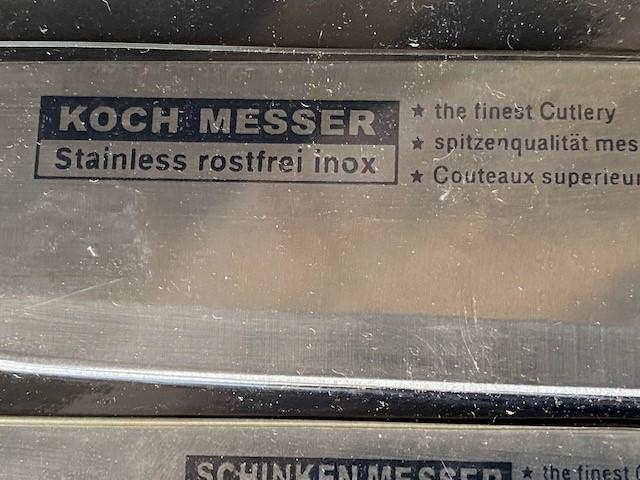 KOCH MESSER
Stainless rostfrei inox
★ the finest Cutlery
★ spitzenqualität mes
★ Couteaux superieur
SCHINKEN MESSER
★ the finest C